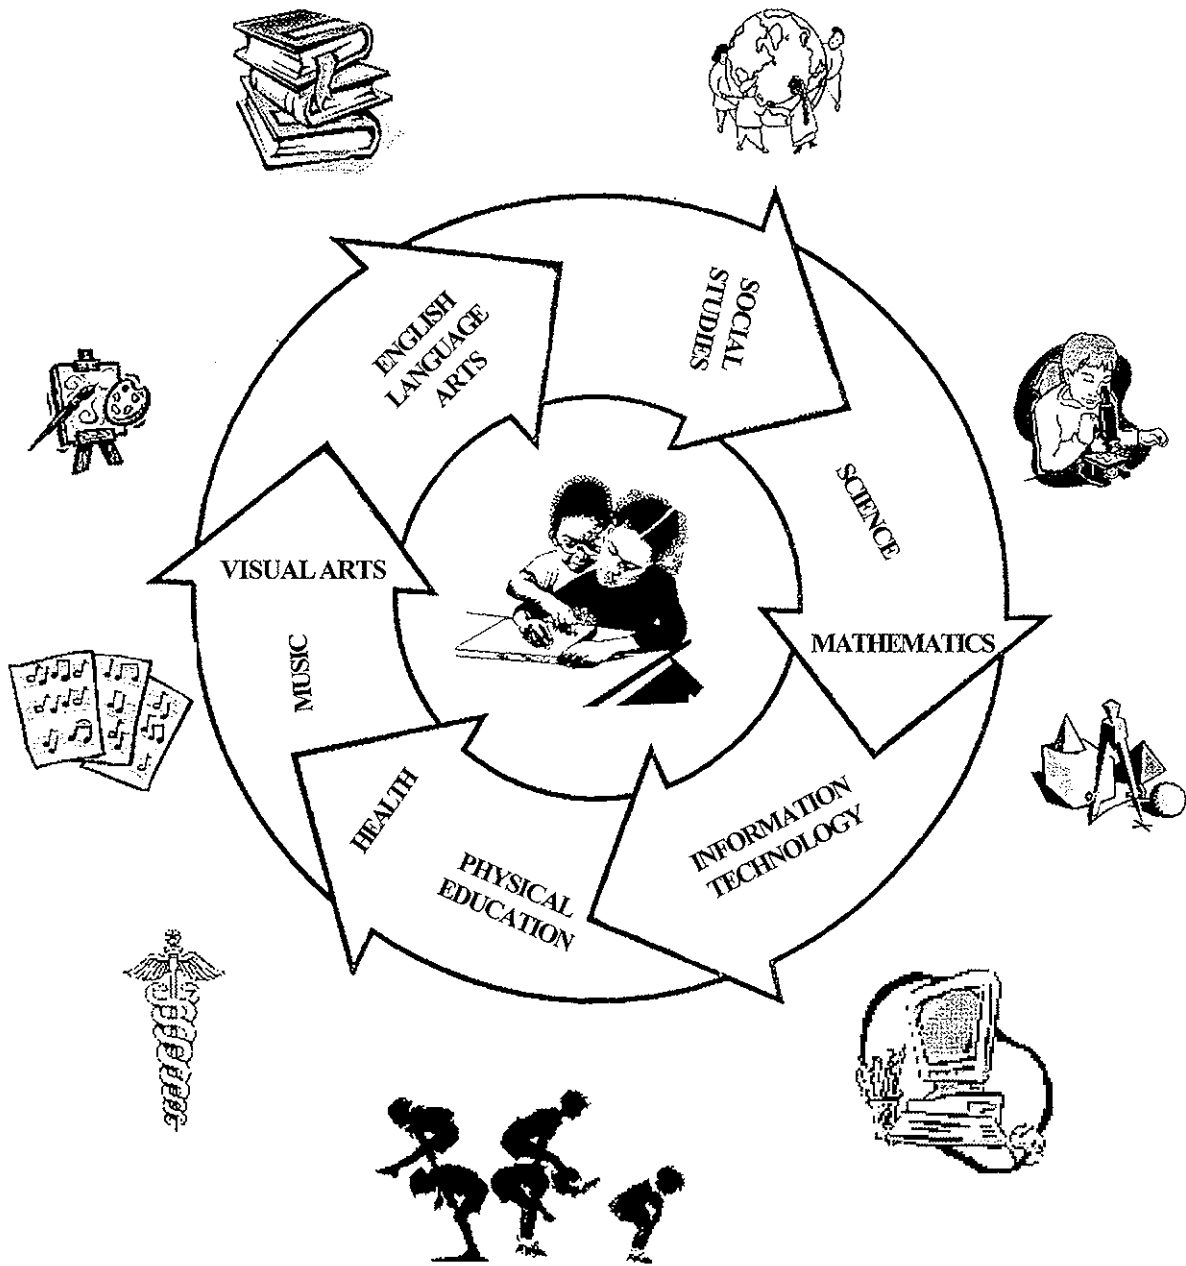 ENGLISH
LANGUAGE
ARTS
SOCIAL
STUDIES
SCIENCE
MATHEMATICS
INFORMATION
TECHNOLOGY
PHYSICAL
EDUCATION
HEALTH
MUSIC
VISUAL ARTS